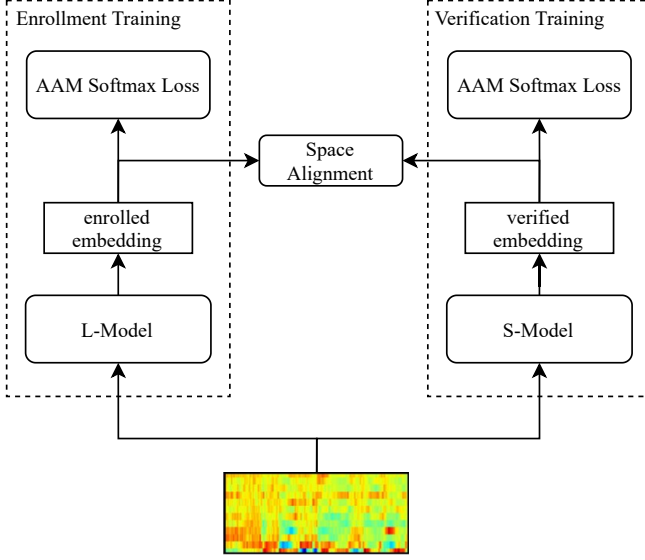 Enrollment Training
Verification Training
AAM Softmax Loss
AAM Softmax Loss
Space
Alignment
enrolled
embedding
verified
embedding
L-Model
S-Model